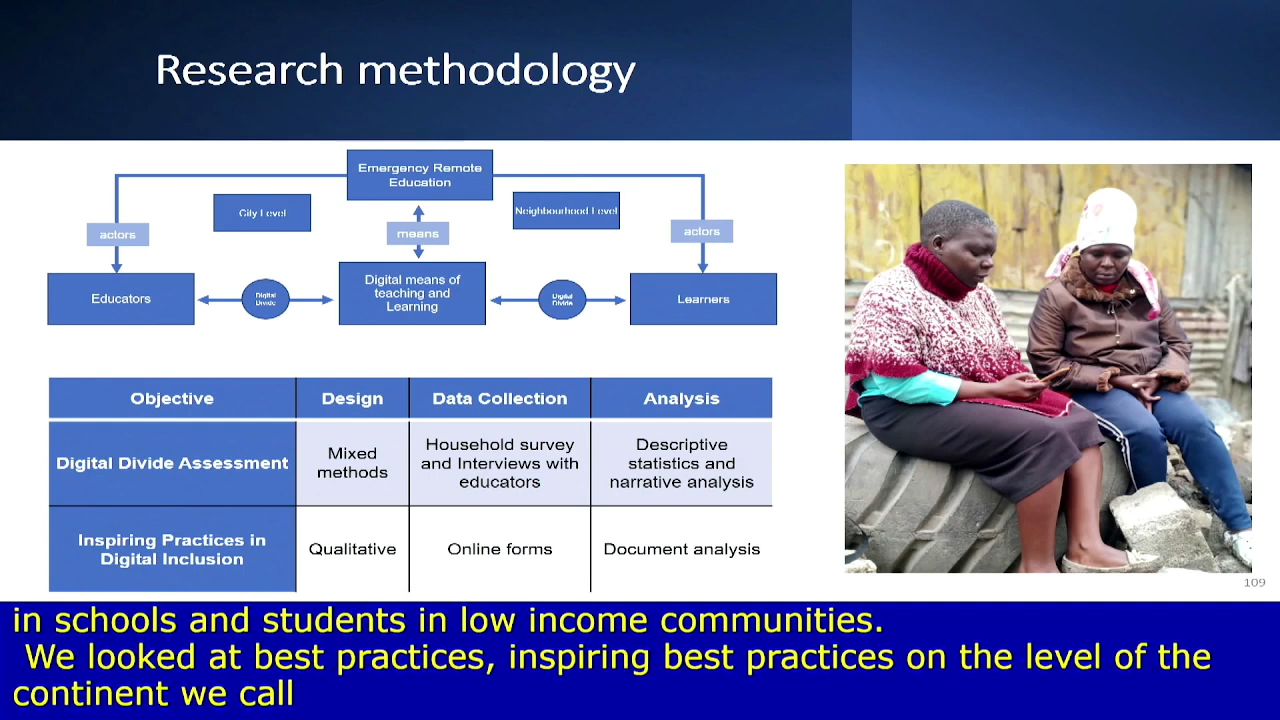 Research methodology
Emergency Remote
Education
City Level
Neighbourhood Level
actors
means
actors
Educators
Digital
Divide
Digital means of
teaching and
Learning
Digital
Divide
Learners
Objective
Design
Data Collection
Analysis
Digital Divide Assessment
Mixed
methods
Household survey
and Interviews with
educators
Descriptive
statistics and
narrative analysis
Inspiring Practices in
Digital Inclusion
Qualitative
Online forms
Document analysis
109
in schools and students in low income communities.
We looked at best practices, inspiring best practices on the level of the
continent we call